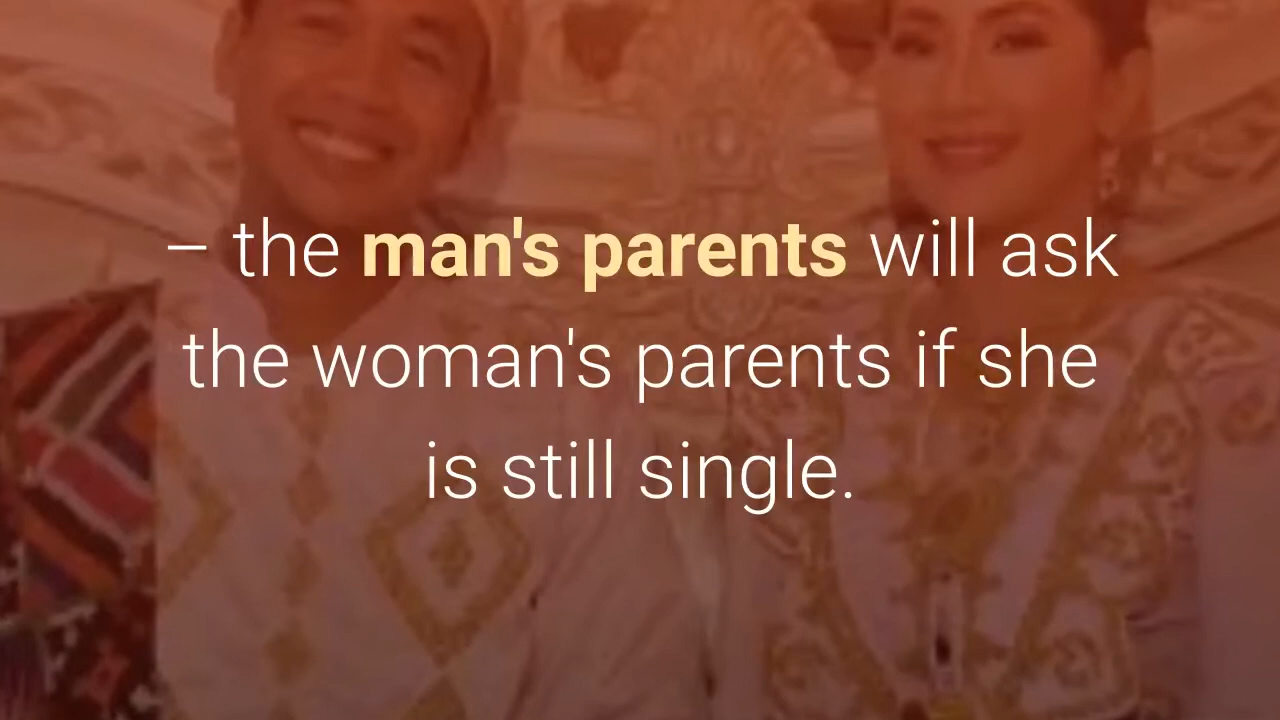 – the man's parents will ask
the woman's parents if she
is still single.